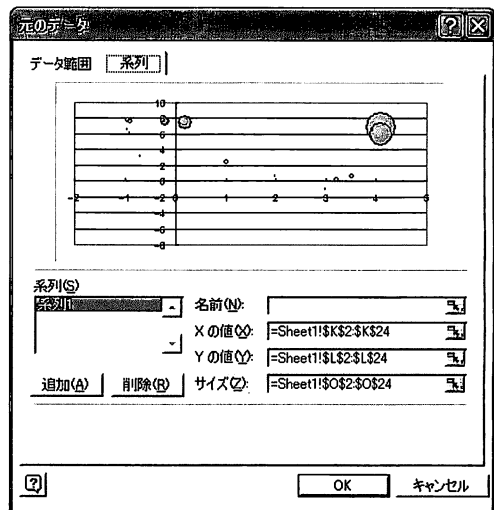 元のデータ
データ範囲 系列
10
8
6
4
2
0
-2 -1 0 1 2 3 4 5
-2
-4
-6
-8
系列(S)
系列1
名前(N):
X の値(X): =Sheet1!$K$2:$K$24
Y の値(Y): =Sheet1!$L$2:$L$24
追加(A) 削除(R) サイズ(Z): =Sheet1!$O$2:$O$24
OK キャンセル